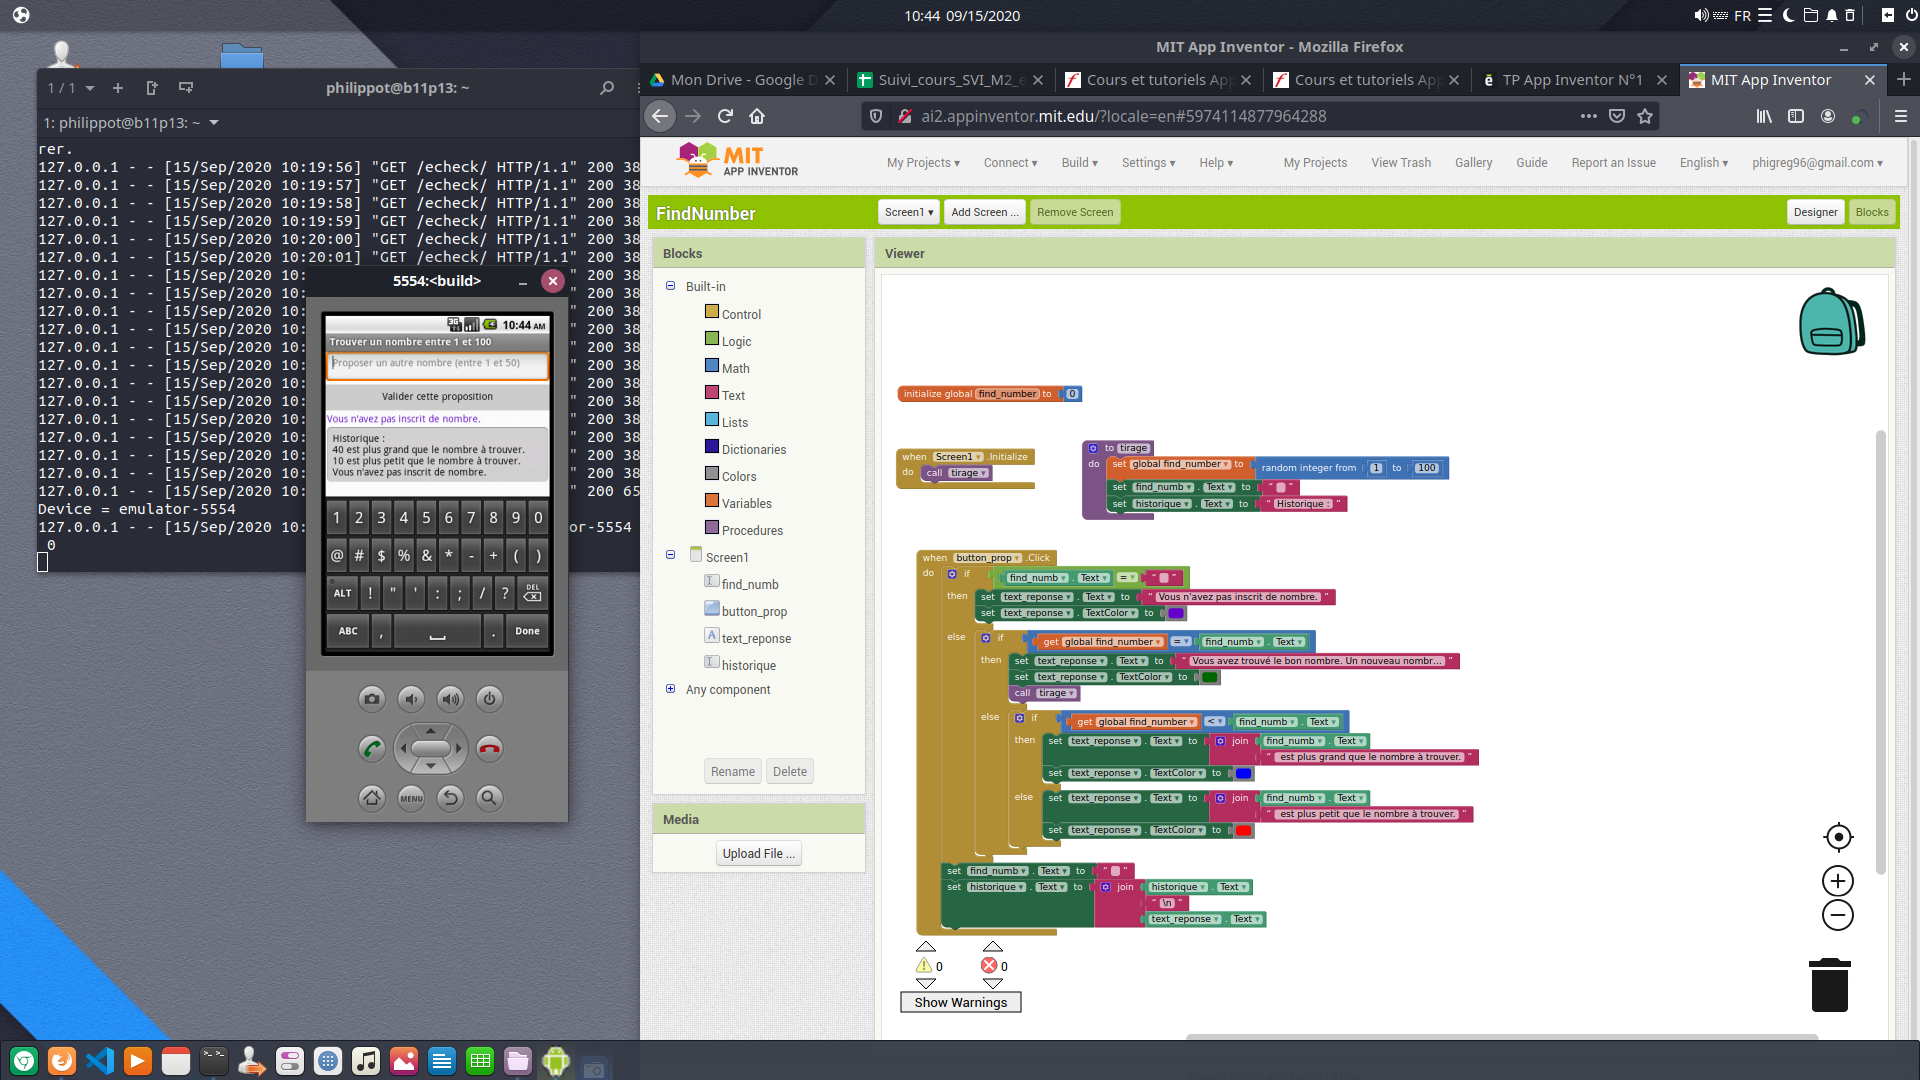 10:44 09/15/2020
FR
1 / 1
philippot@b11p13: ~
1: philippot@b11p13: ~
rer.
127.0.0.1 - - [15/Sep/2020 10:19:56] "GET /echeck/ HTTP/1.1" 200 38
127.0.0.1 - - [15/Sep/2020 10:19:57] "GET /echeck/ HTTP/1.1" 200 38
127.0.0.1 - - [15/Sep/2020 10:19:58] "GET /echeck/ HTTP/1.1" 200 38
127.0.0.1 - - [15/Sep/2020 10:19:59] "GET /echeck/ HTTP/1.1" 200 38
127.0.0.1 - - [15/Sep/2020 10:20:00] "GET /echeck/ HTTP/1.1" 200 38
127.0.0.1 - - [15/Sep/2020 10:20:01] "GET /echeck/ HTTP/1.1" 200 38
127.0.0.1 - - [15/Sep/2020 10: " 200 38
127.0.0.1 - - [15/Sep/2020 10: " 200 38
127.0.0.1 - - [15/Sep/2020 10: " 200 38
127.0.0.1 - - [15/Sep/2020 10: " 200 38
127.0.0.1 - - [15/Sep/2020 10: " 200 38
127.0.0.1 - - [15/Sep/2020 10: " 200 38
127.0.0.1 - - [15/Sep/2020 10: " 200 38
127.0.0.1 - - [15/Sep/2020 10: " 200 38
127.0.0.1 - - [15/Sep/2020 10: " 200 38
127.0.0.1 - - [15/Sep/2020 10: " 200 38
127.0.0.1 - - [15/Sep/2020 10: " 200 38
127.0.0.1 - - [15/Sep/2020 10: " 200 38
127.0.0.1 - - [15/Sep/2020 10: " 200 65
Device = emulator-5554
127.0.0.1 - - [15/Sep/2020 10: or-5554
0
5554:<build>
3G
10:44 AM
Trouver un nombre entre 1 et 100
Proposer un autre nombre (entre 1 et 50)
Valider cette proposition
Vous n'avez pas inscrit de nombre.
Historique :
40 est plus grand que le nombre à trouver.
10 est plus petit que le nombre à trouver.
Vous n'avez pas inscrit de nombre.
1 2 3 4 5 6 7 8 9 0
@ # $ % & * - + ( )
ALT ! " ' : ; / ? DEL
ABC , . Done
MENU
MIT App Inventor - Mozilla Firefox
Mon Drive - Google D
Suivi_cours_SVI_M2_e
Cours et tutoriels App
Cours et tutoriels App
TP App Inventor N°1
MIT App Inventor
ai2.appinventor.mit.edu/?locale=en#5974114877964288
MIT
APP INVENTOR
My Projects ▾ Connect ▾ Build ▾ Settings ▾ Help ▾ My Projects View Trash Gallery Guide Report an Issue English ▾ phigreg96@gmail.com ▾
FindNumber
Screen1 ▾ Add Screen ... Remove Screen Designer Blocks
Blocks
Built-in
Control
Logic
Math
Text
Lists
Dictionaries
Colors
Variables
Procedures
Screen1
find_numb
button_prop
text_reponse
historique
Any component
Rename Delete
Media
Upload File ...
Viewer
initialize global find_number to 0
when Screen1 .Initialize
do call tirage
to tirage
do set global find_number to random integer from 1 to 100
set find_numb . Text to " "
set historique . Text to " Historique : "
when button_prop .Click
do if find_numb . Text = " "
then set text_reponse . Text to " Vous n'avez pas inscrit de nombre. "
set text_reponse . TextColor to
else if get global find_number = find_numb . Text
then set text_reponse . Text to " Vous avez trouvé le bon nombre. Un nouveau nombr... "
set text_reponse . TextColor to
call tirage
else if get global find_number < find_numb . Text
then set text_reponse . Text to join find_numb . Text
" est plus grand que le nombre à trouver. "
set text_reponse . TextColor to
else set text_reponse . Text to join find_numb . Text
" est plus petit que le nombre à trouver. "
set text_reponse . TextColor to
set find_numb . Text to " "
set historique . Text to join historique . Text
" \n "
text_reponse . Text
0 0
Show Warnings